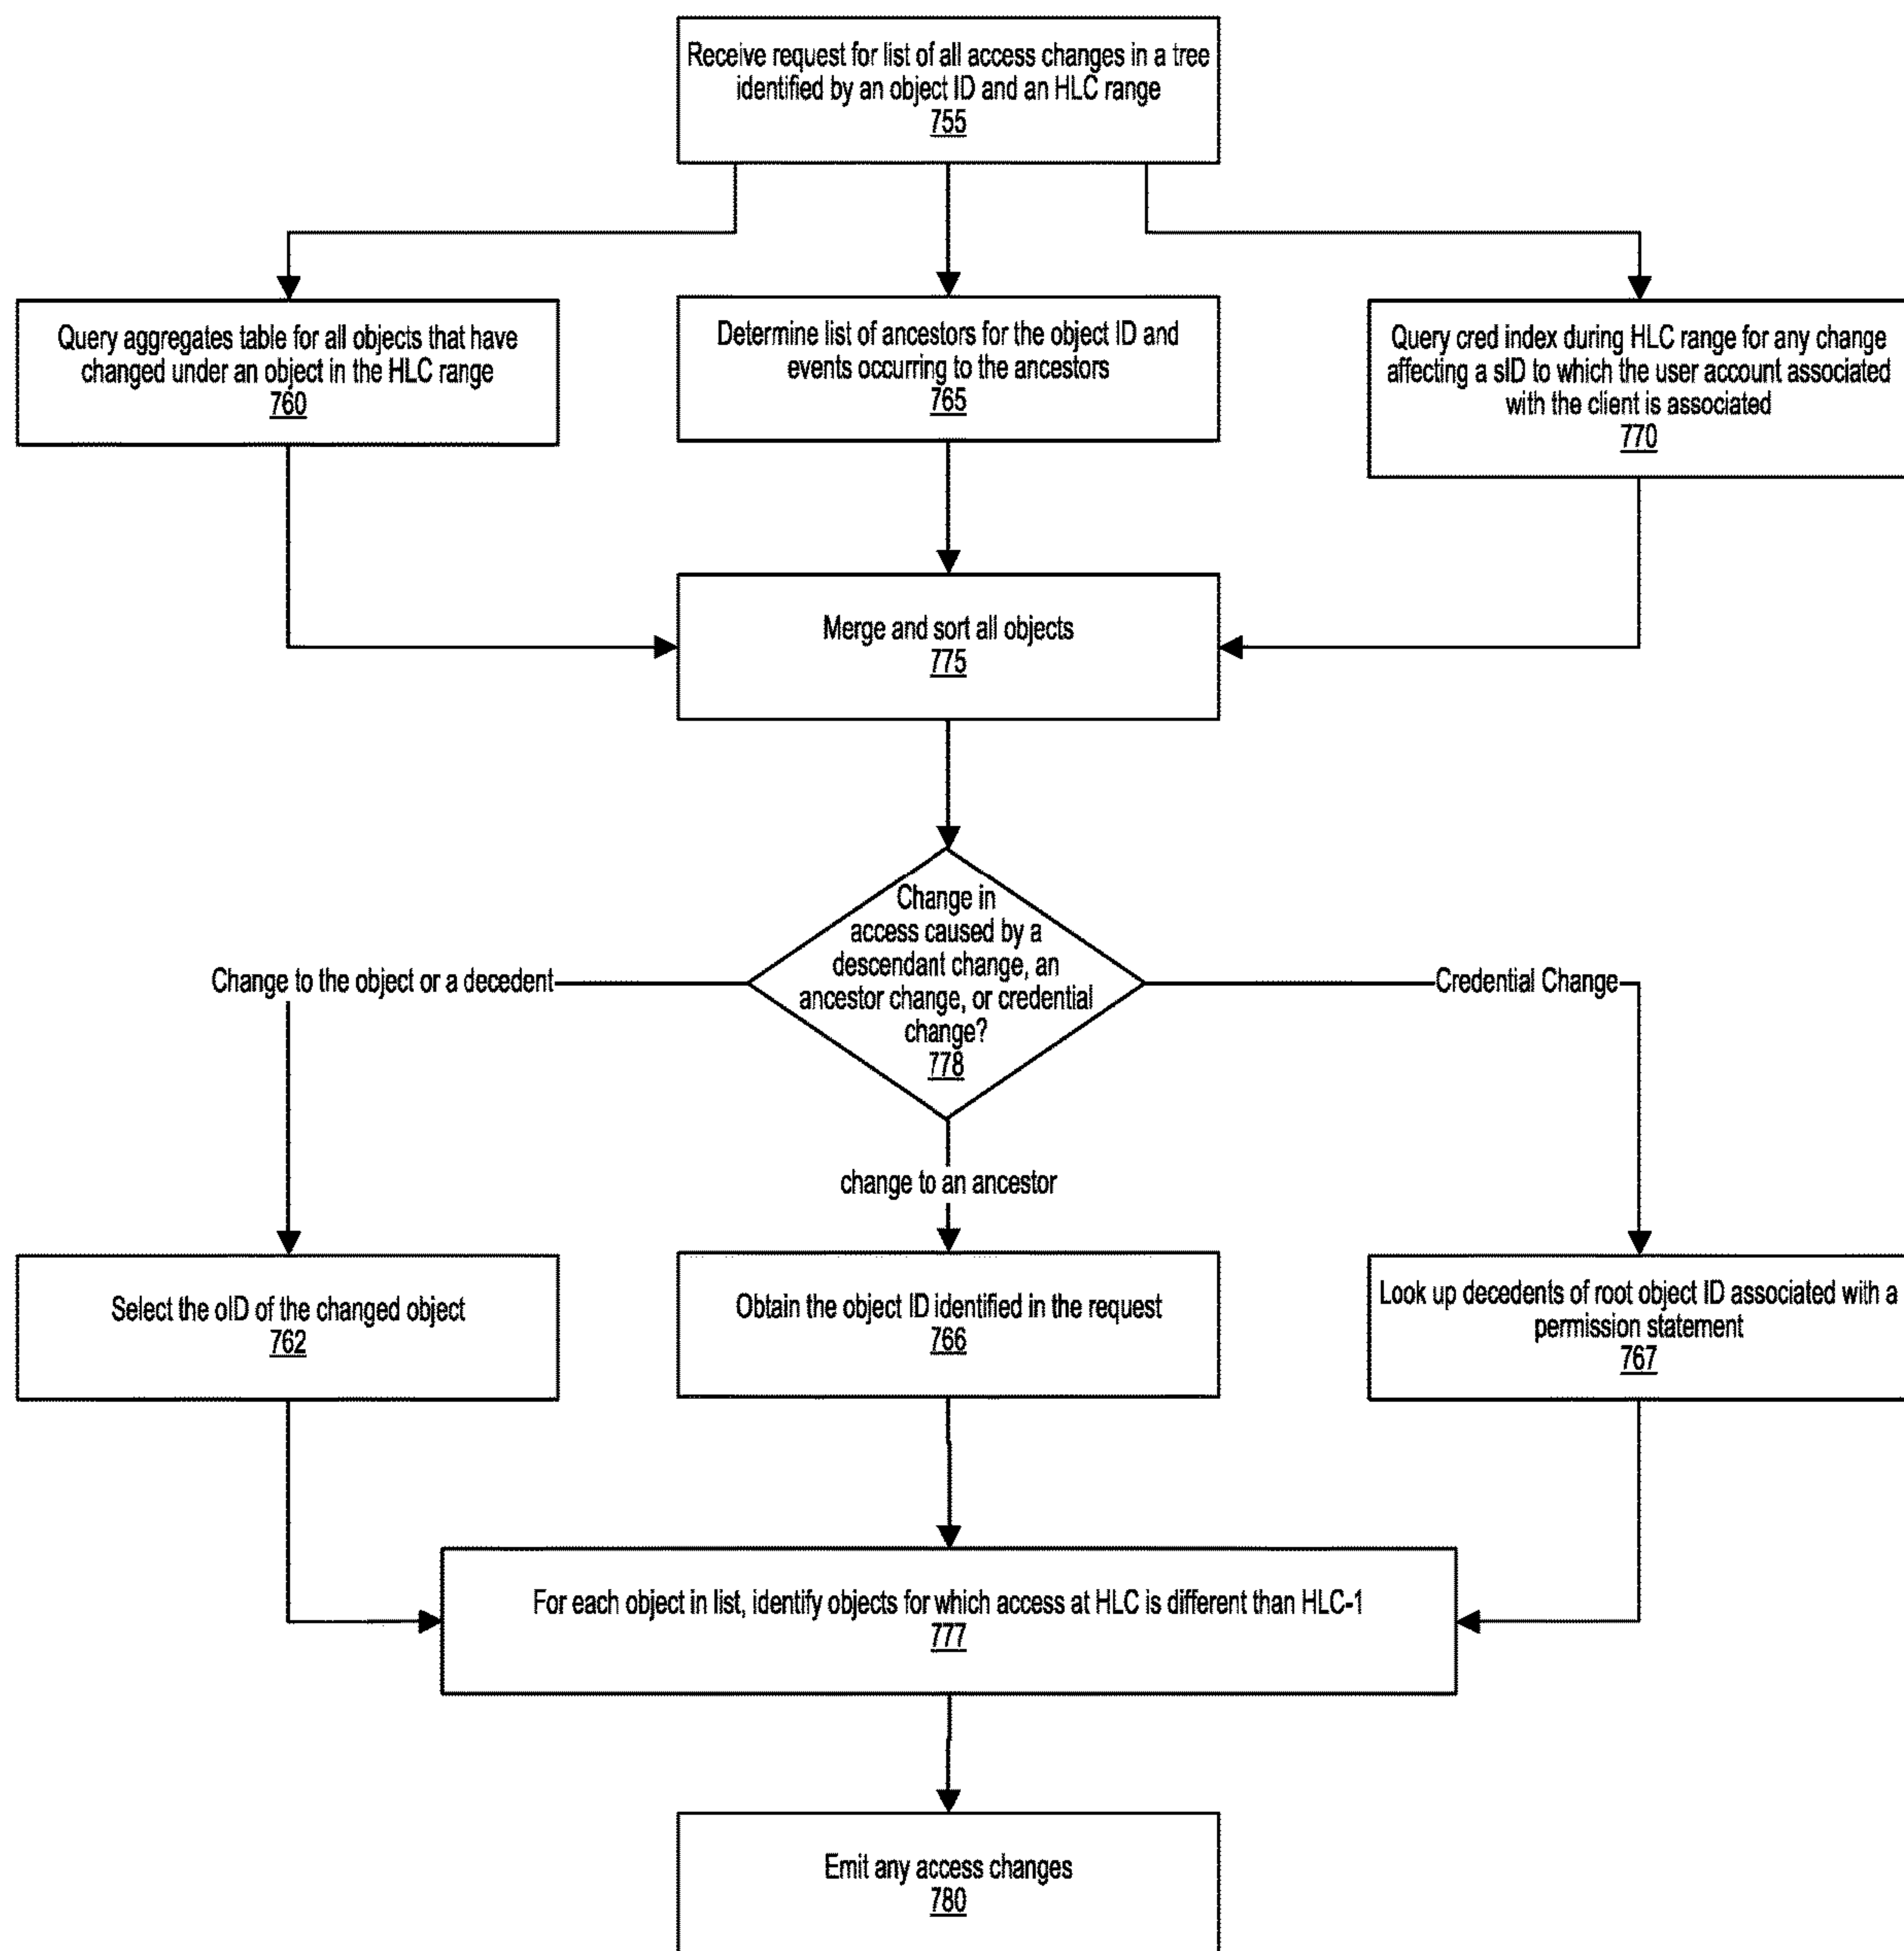 Receive request for list of all access changes in a tree
identified by an object ID and an HLC range
755
Query aggregates table for all objects that have
changed under an object in the HLC range
760
Determine list of ancestors for the object ID and
events occurring to the ancestors
765
Query cred index during HLC range for any change
affecting a sID to which the user account associated
with the client is associated
770
Merge and sort all objects
775
Change in
access caused by a
descendant change, an
ancestor change, or credential
change?
778
Change to the object or a decedent
Credential Change
change to an ancestor
Select the oID of the changed object
762
Obtain the object ID identified in the request
766
Look up decedents of root object ID associated with a
permission statement
767
For each object in list, identify objects for which access at HLC is different than HLC-1
777
Emit any access changes
780